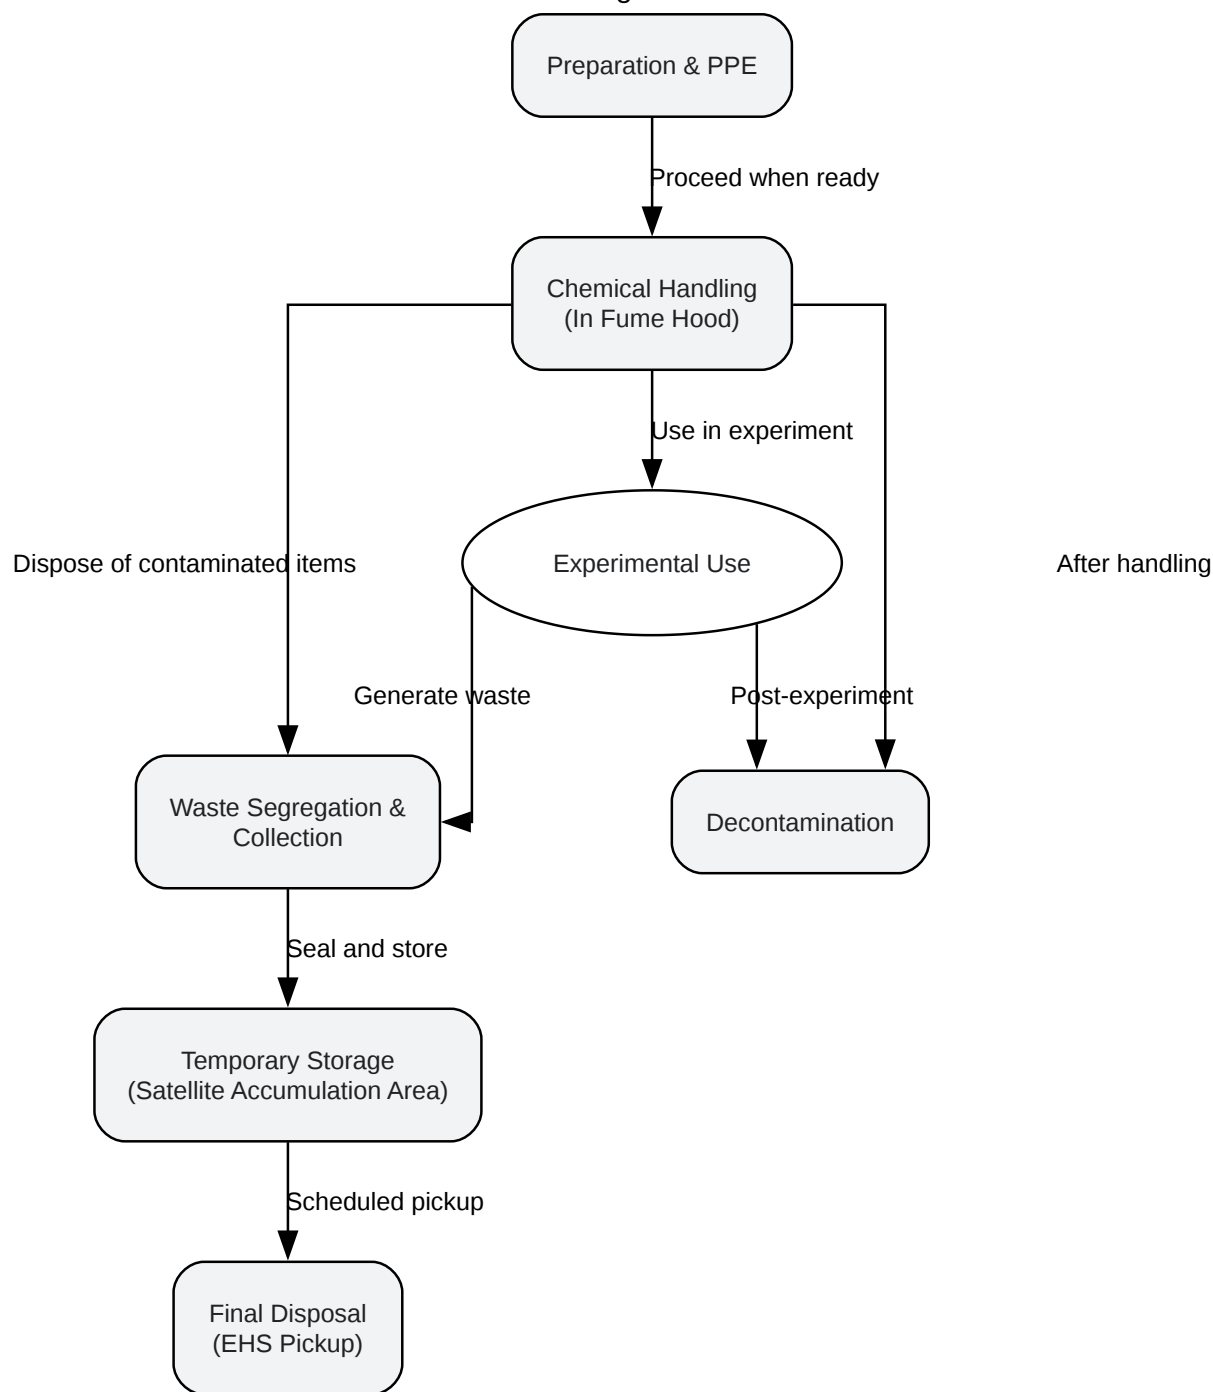 Preparation & PPE
Proceed when ready
Chemical Handling
(In Fume Hood)
Use in experiment
Dispose of contaminated items
Experimental Use
After handling
Generate waste
Post-experiment
Waste Segregation &
Collection
Decontamination
Seal and store
Temporary Storage
(Satellite Accumulation Area)
Scheduled pickup
Final Disposal
(EHS Pickup)